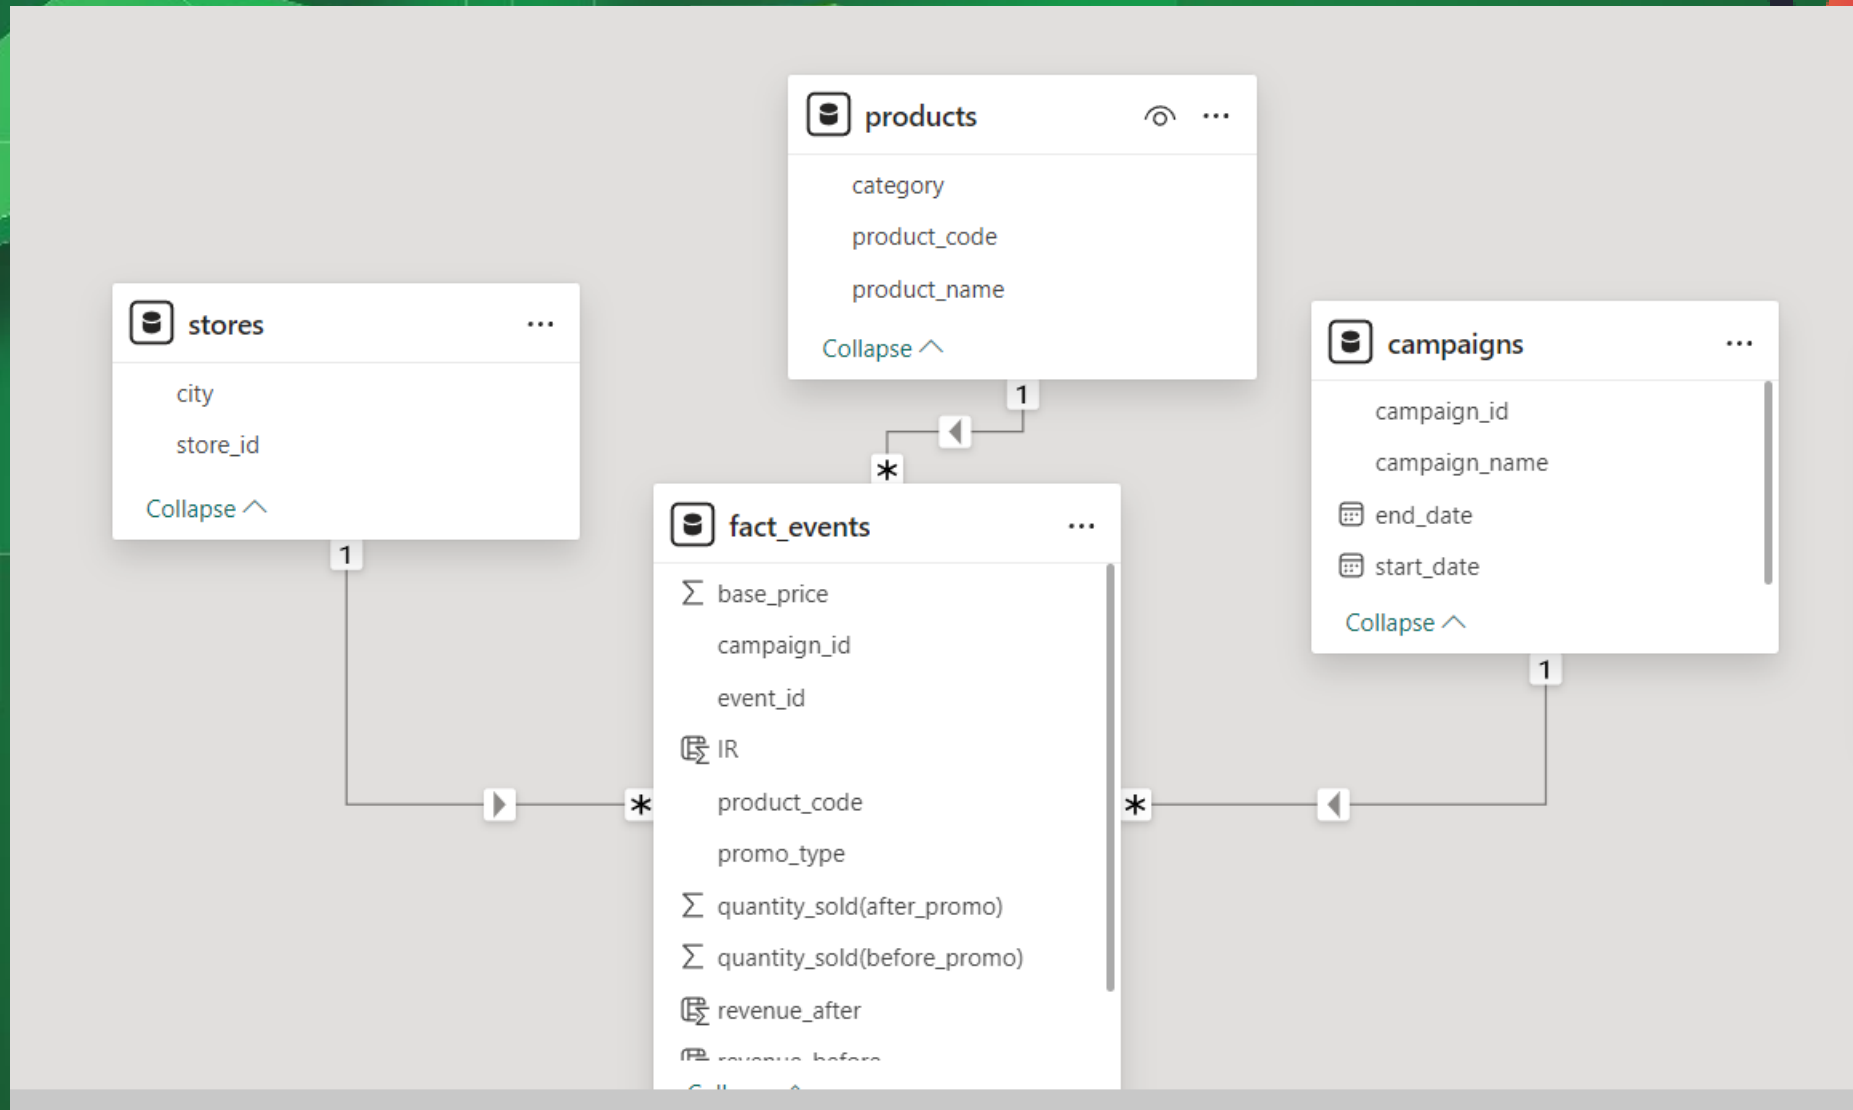 products
category
product_code
product_name
Collapse
stores
city
store_id
Collapse
campaigns
campaign_id
campaign_name
end_date
start_date
Collapse
1
*
1
*
1
*
fact_events
base_price
campaign_id
event_id
IR
product_code
promo_type
quantity_sold(after_promo)
quantity_sold(before_promo)
revenue_after
revenue_before